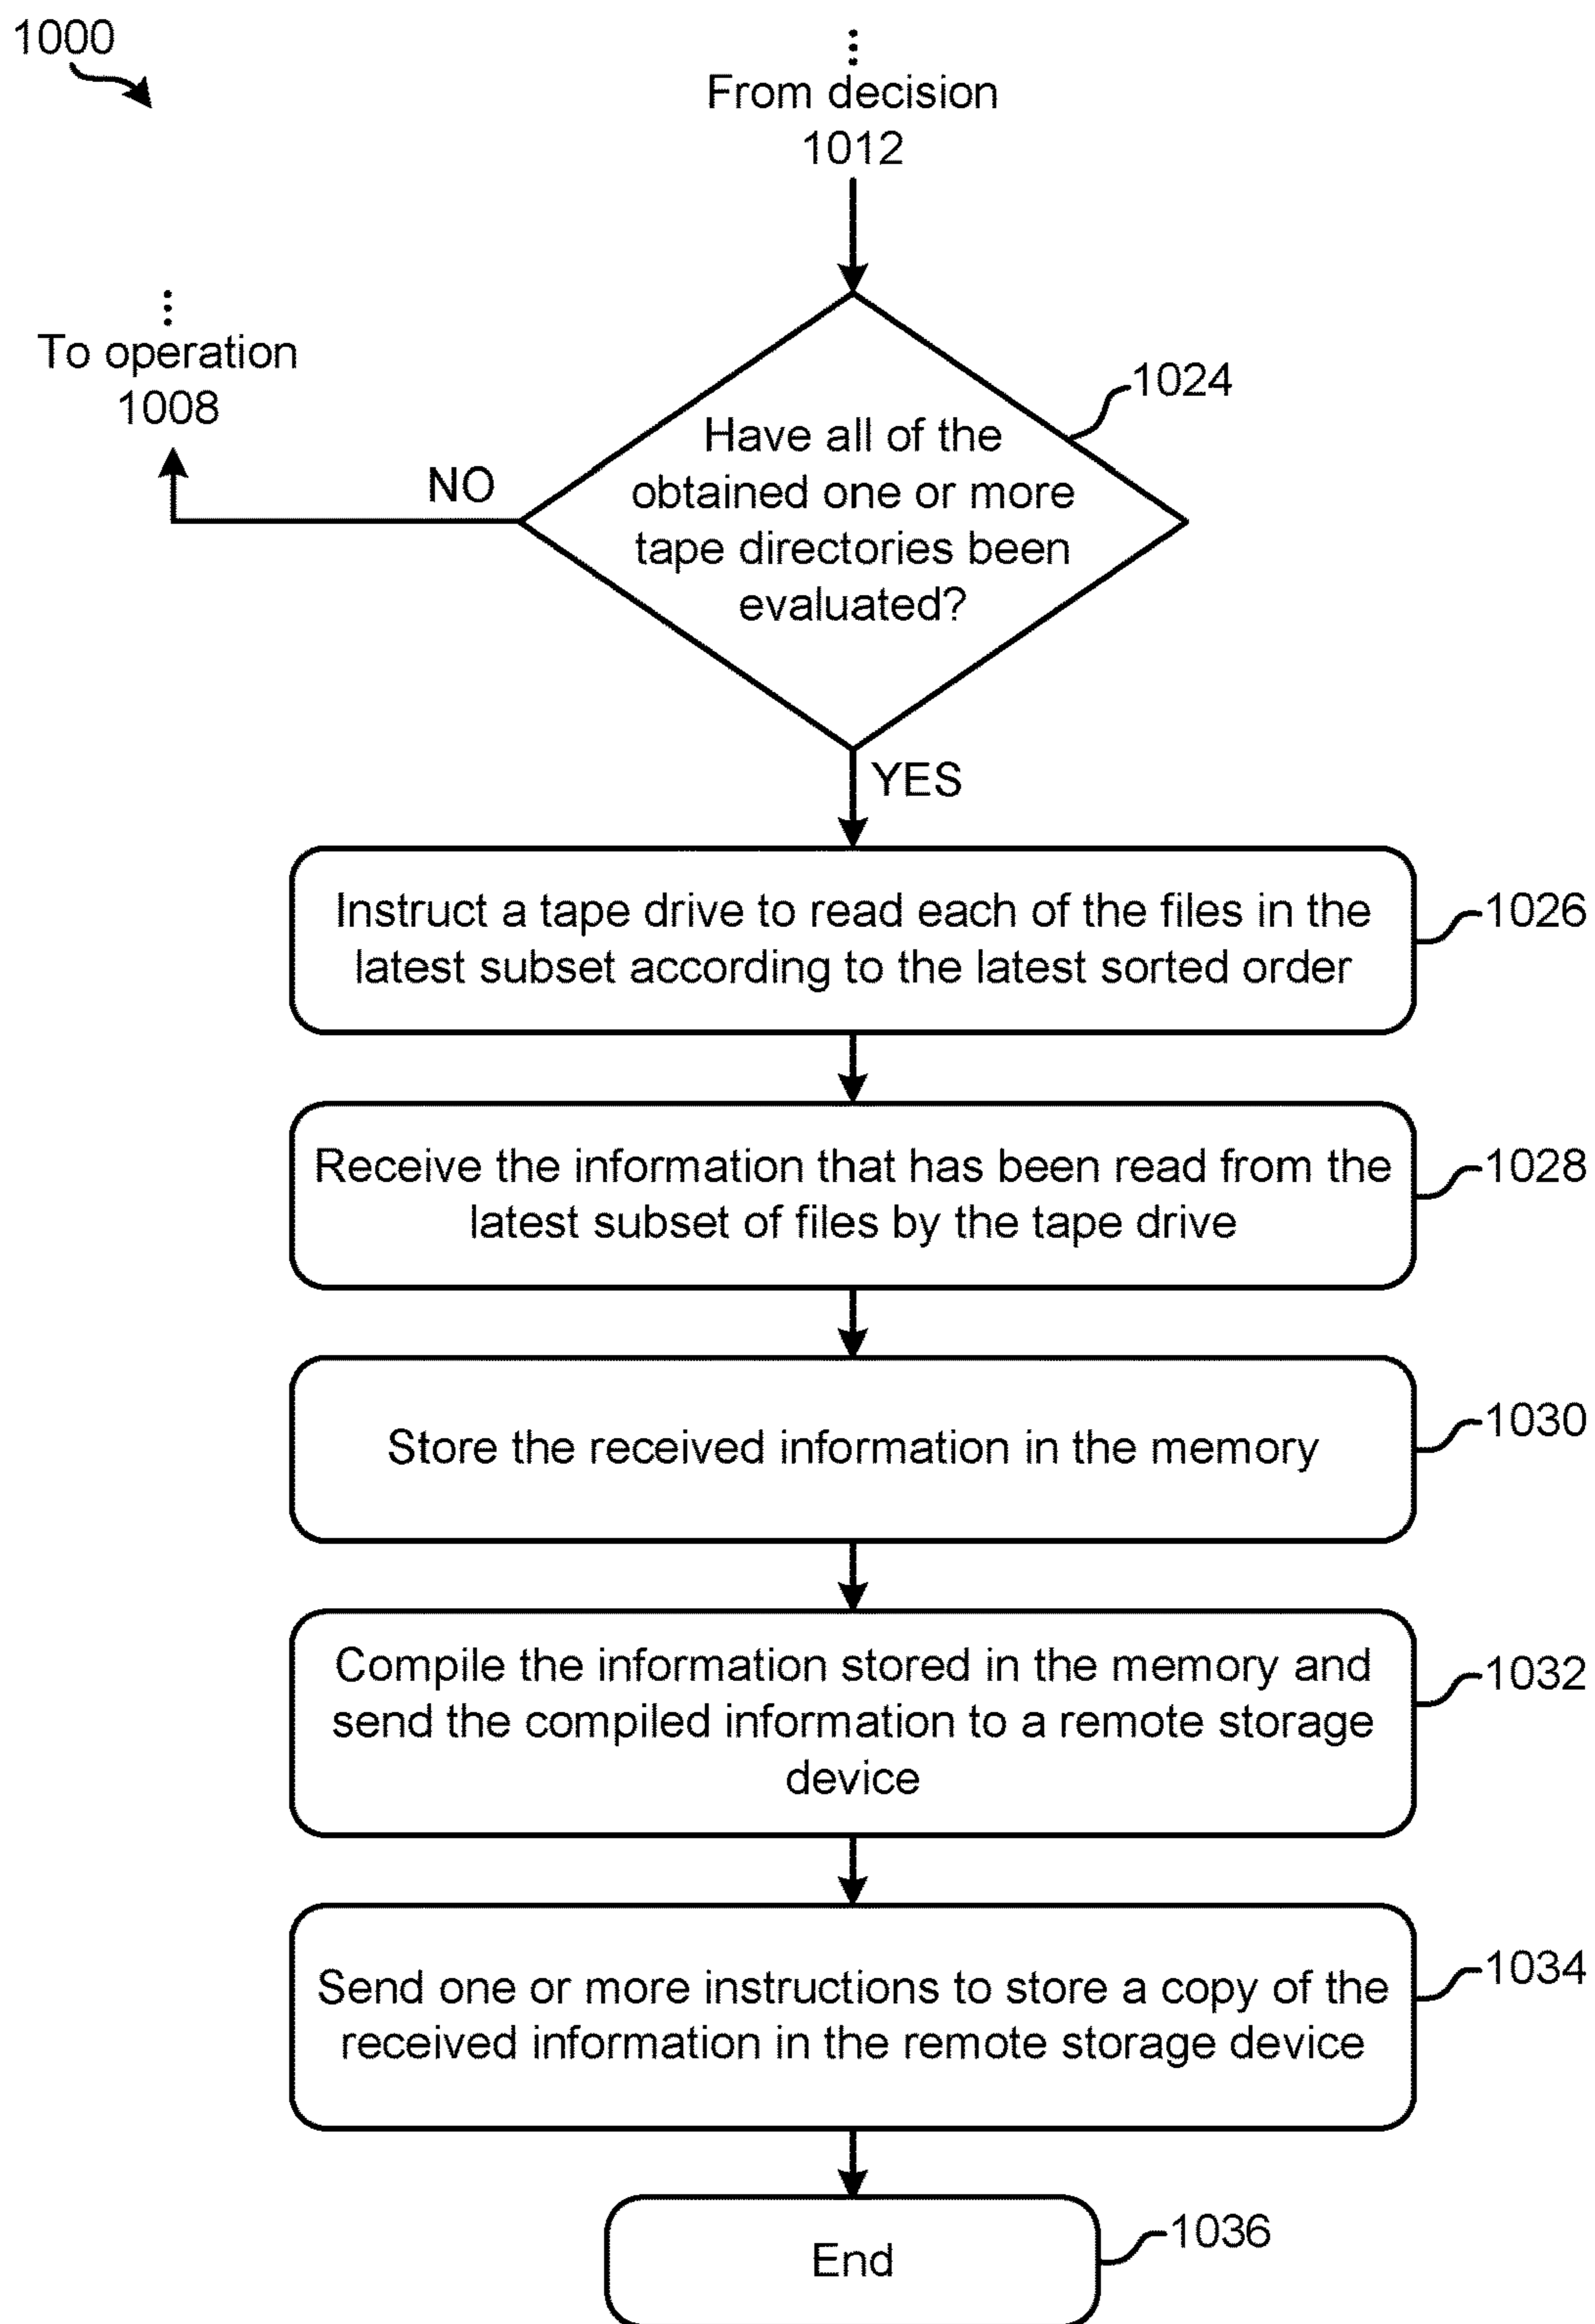 1000
From decision
1012
To operation
1008
NO
1024
Have all of the
obtained one or more
tape directories been
evaluated?
YES
Instruct a tape drive to read each of the files in the
latest subset according to the latest sorted order
1026
Receive the information that has been read from the
latest subset of files by the tape drive
1028
Store the received information in the memory
1030
Compile the information stored in the memory and
send the compiled information to a remote storage
device
1032
Send one or more instructions to store a copy of the
received information in the remote storage device
1034
End
1036